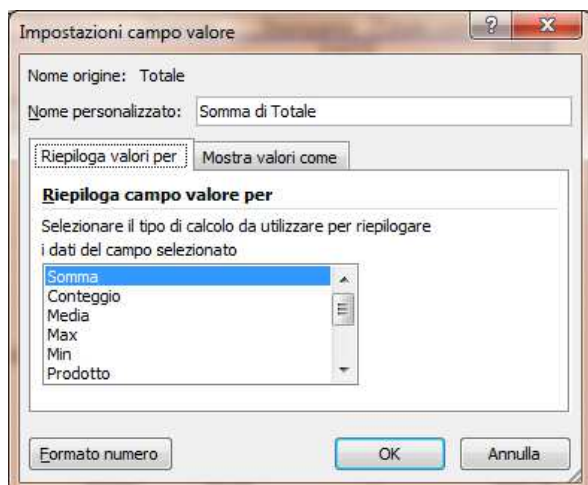 Impostazioni campo valore
Nome origine: Totale
Nome personalizzato: Somma di Totale
Riepiloga valori per Mostra valori come
Riepiloga campo valore per
Selezionare il tipo di calcolo da utilizzare per riepilogare
i dati del campo selezionato
Somma
Conteggio
Media
Max
Min
Prodotto
Formato numero OK Annulla